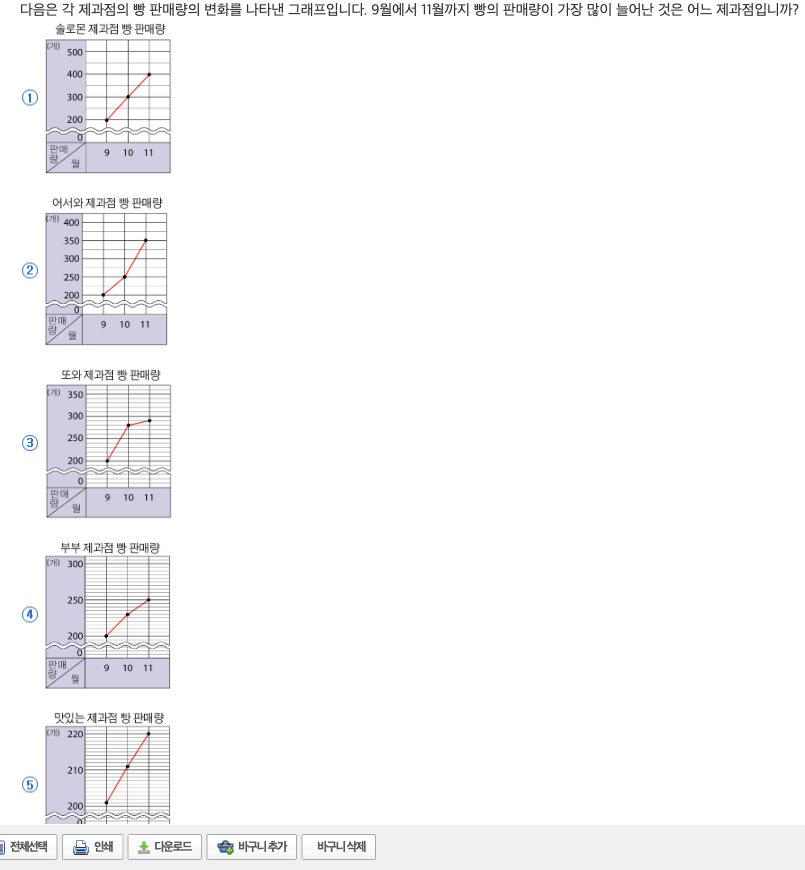 다음은 각 제과점의 빵 판매량의 변화를 나타낸 그래프입니다. 9월에서 11월까지 빵의 판매량이 가장 많이 늘어난 것은 어느 제과점입니까?
솔로몬 제과점 빵 판매량
(개) 500
400
①
300
200
0
판매량 월 9 10 11
어서와 제과점 빵 판매량
(개) 400
350
300
②
250
200
0
판매량 월 9 10 11
또와 제과점 빵 판매량
(개) 350
300
③
250
200
0
판매량 월 9 10 11
부부 제과점 빵 판매량
(개) 300
250
④
200
0
판매량 월 9 10 11
맛있는 제과점 빵 판매량
(개) 220
210
⑤
200
0
전체선택 인쇄 다운로드 바구니 추가 바구니 삭제